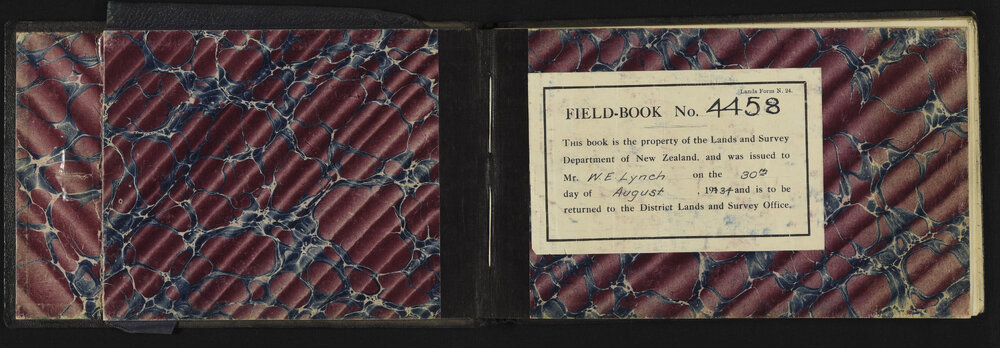 Lands Form N. 24.
FIELD-BOOK No. 4458
THIS book is the property of the Lands and Survey
Department of New Zealand, and was issued to
Mr. W. E Lynch on the 30th
day of August 1934 and is to be
returned to the District Lands and Survey Office.